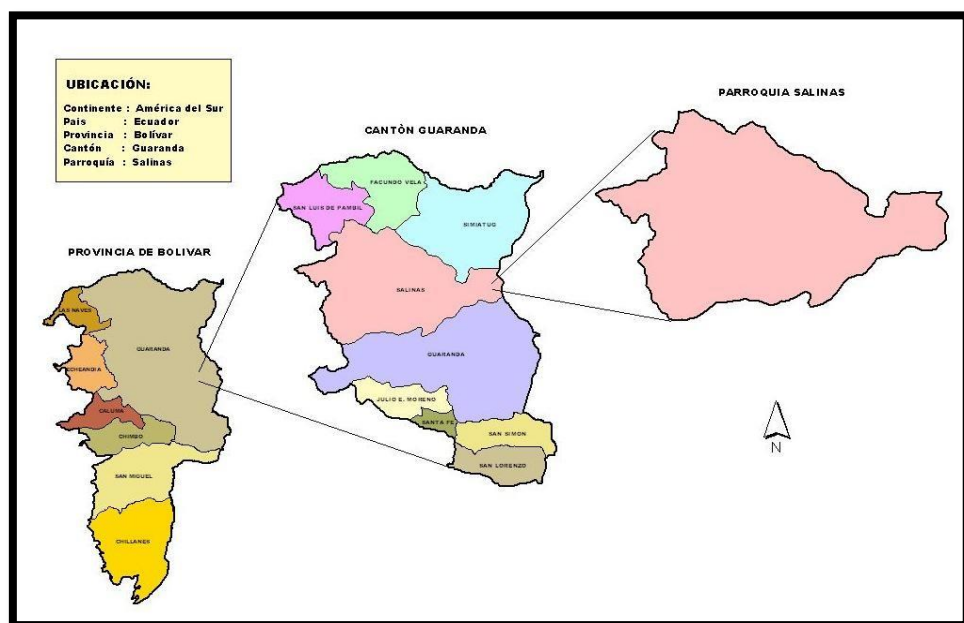 UBICACIÓN:
Continente : América del Sur
Pais : Ecuador
Provincia : Bolívar
Cantón : Guaranda
Parroquía : Salinas
PROVINCIA DE BOLIVAR
LAS NAVES
GUARANDA
ECHEANDIA
CALUMA
CHIMBO
SAN MIGUEL
CHILLANES
CANTÒN GUARANDA
FACUNDO VELA
SAN LUIS DE PAMBIL
SIMIATUG
SALINAS
GUARANDA
JULIO E. MORENO
SANTA FE
SAN SIMON
SAN LORENZO
PARROQUIA SALINAS
N